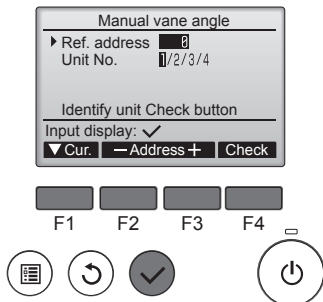 Manual vane angle
Ref. address 0
Unit No. 1/2/3/4
Identify unit Check button
Input display: ✓
▼ Cur. − Address + Check
F1 F2 F3 F4